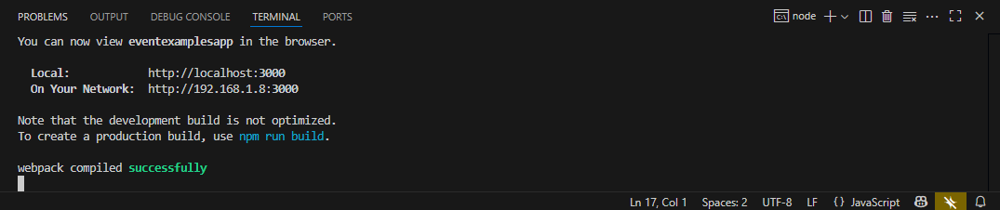 PROBLEMS OUTPUT DEBUG CONSOLE TERMINAL PORTS node
You can now view eventexamplesapp in the browser.
Local: http://localhost:3000
On Your Network: http://192.168.1.8:3000
Note that the development build is not optimized.
To create a production build, use npm run build.
webpack compiled successfully
Ln 17, Col 1 Spaces: 2 UTF-8 LF {} JavaScript